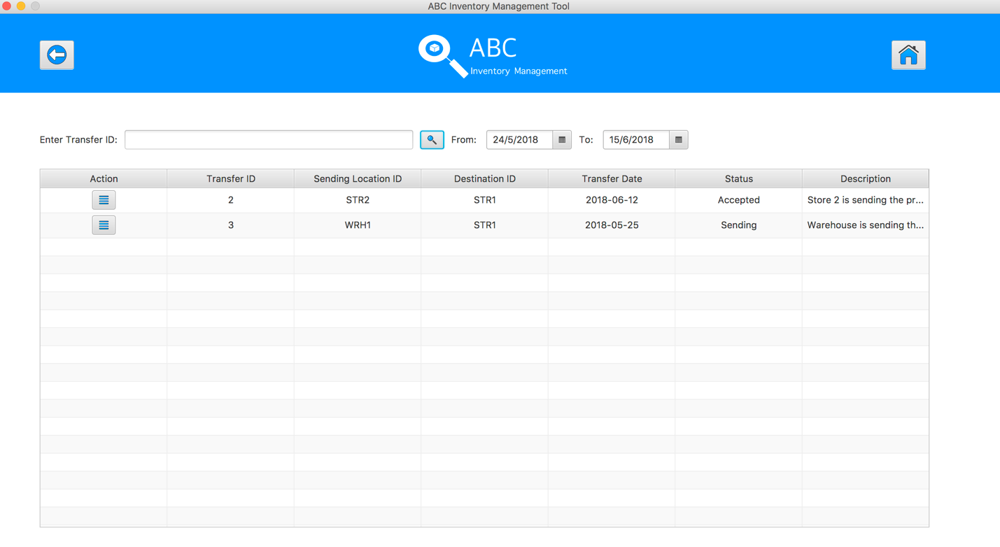 ABC Inventory Management Tool
ABC
Inventory Management
Enter Transfer ID: From: 24/5/2018 To: 15/6/2018
Action Transfer ID Sending Location ID Destination ID Transfer Date Status Description
2 STR2 STR1 2018-06-12 Accepted Store 2 is sending the pr...
3 WRH1 STR1 2018-05-25 Sending Warehouse is sending th...